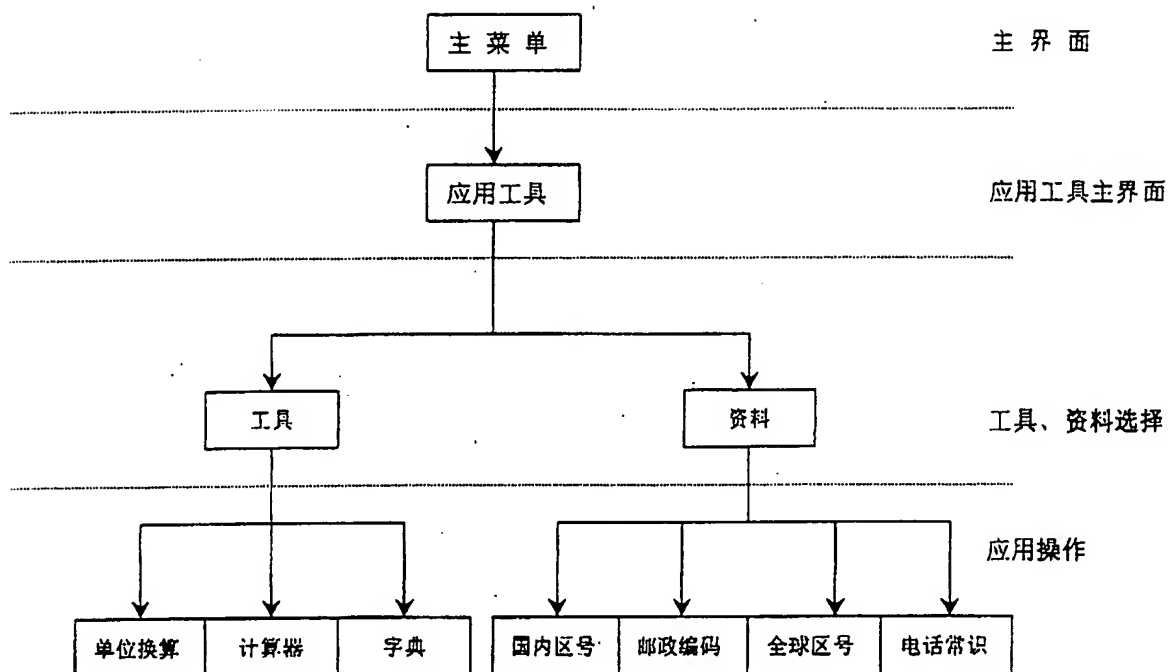 主菜单
主界面
应用工具
应用工具主界面
工具
资料
工具、资料选择
应用操作
单位换算
计算器
字典
国内区号
邮政编码
全球区号
电话常识